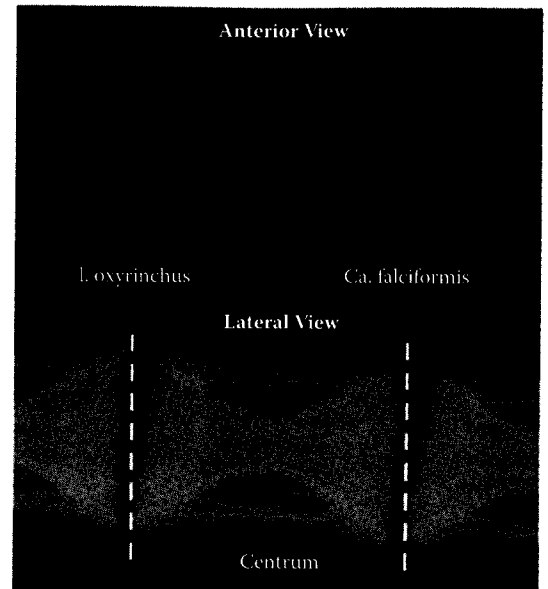 Anterior View
I. oxyrinchus Ca. falciformis
Lateral View
Centrum